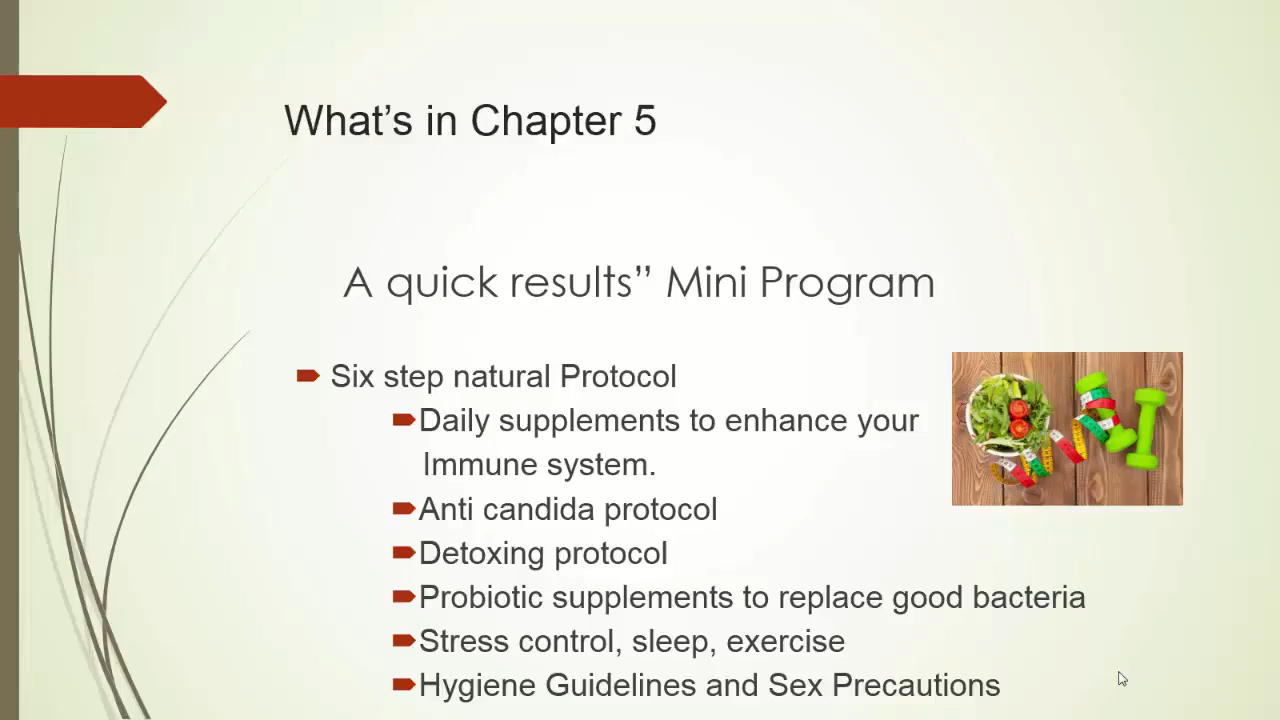 What’s in Chapter 5
A quick results” Mini Program
Six step natural Protocol
Daily supplements to enhance your
Immune system.
Anti candida protocol
Detoxing protocol
Probiotic supplements to replace good bacteria
Stress control, sleep, exercise
Hygiene Guidelines and Sex Precautions